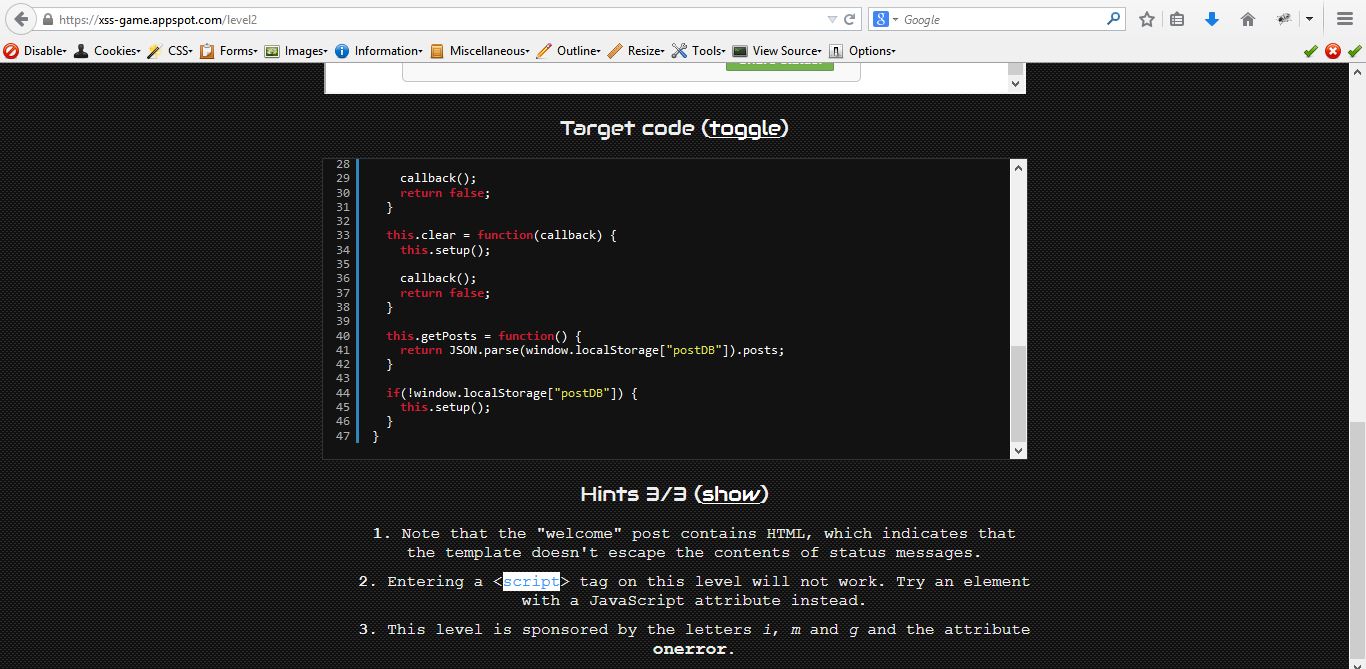 https://xss-game.appspot.com/level2
8 Google
Disable Cookies CSS Forms Images Information Miscellaneous Outline Resize Tools View Source Options
Target code (toggle)
28
29 callback();
30 return false;
31 }
32
33 this.clear = function(callback) {
34 this.setup();
35
36 callback();
37 return false;
38 }
39
40 this.getPosts = function() {
41 return JSON.parse(window.localStorage["postDB"]).posts;
42 }
43
44 if(!window.localStorage["postDB"]) {
45 this.setup();
46 }
47 }
Hints 3/3 (show)
1. Note that the "welcome" post contains HTML, which indicates that
the template doesn't escape the contents of status messages.
2. Entering a <script> tag on this level will not work. Try an element
with a JavaScript attribute instead.
3. This level is sponsored by the letters i, m and g and the attribute
onerror.